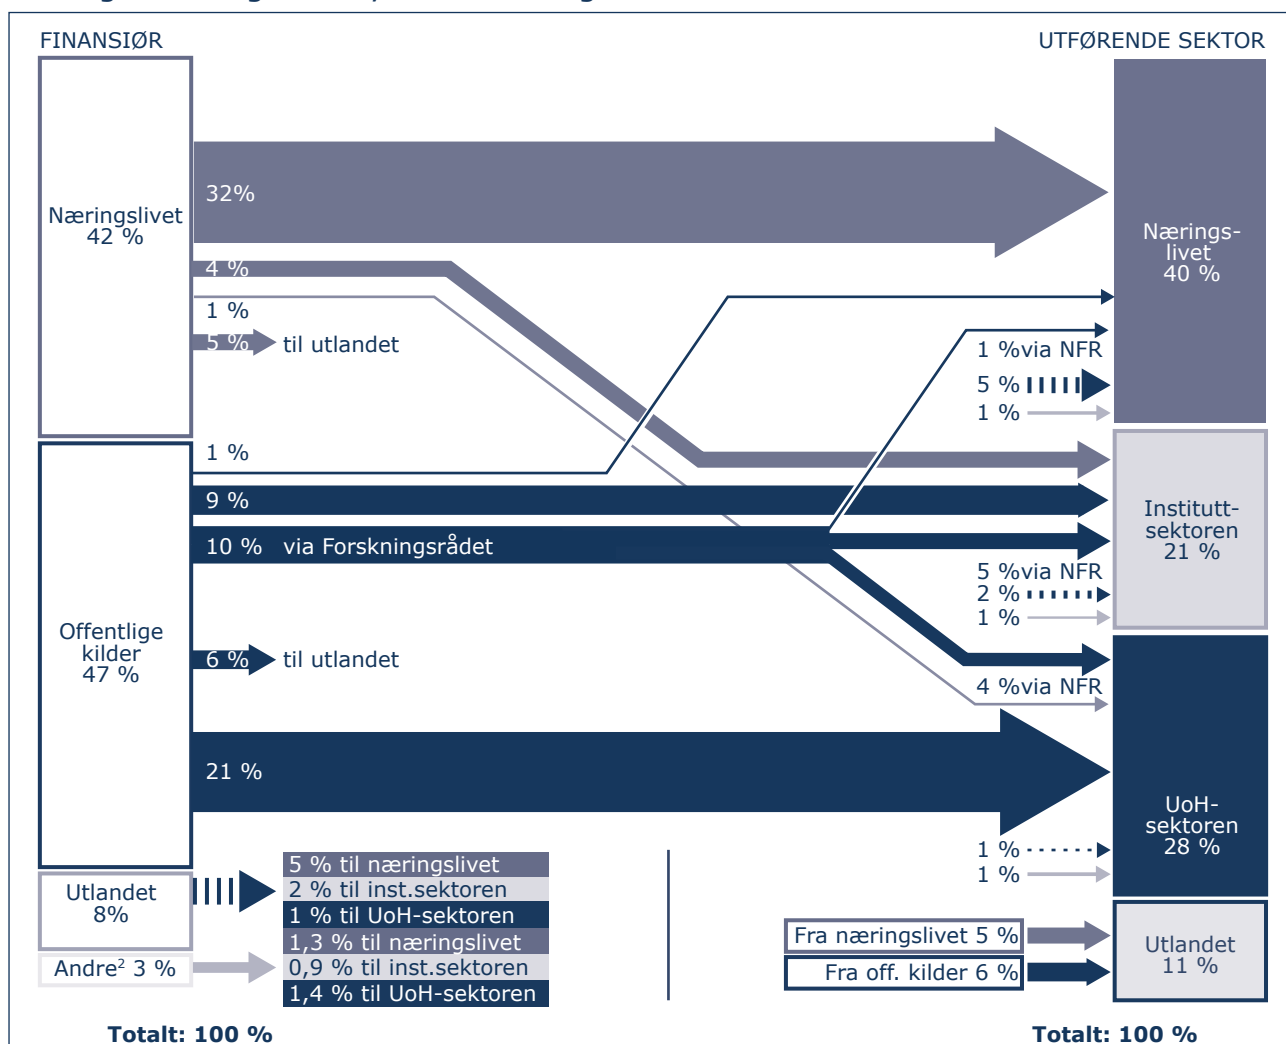 FINANSIØR
UTFØRENDE SEKTOR
Næringslivet
42 %
32%
4 %
1 %
5 %
til utlandet
Nærings-
livet
40 %
1 %via NFR
5 %
1 %
Offentlige
kilder
47 %
1 %
9 %
10 %  via Forskningsrådet
6 %
til utlandet
21 %
Institutt-
sektoren
21 %
5 %via NFR
2 %
1 %
4 %via NFR
UoH-
sektoren
28 %
1 %
1 %
Utlandet
8%
5 % til næringslivet
2 % til inst.sektoren
1 % til UoH-sektoren
Andre² 3 %
1,3 % til næringslivet
0,9 % til inst.sektoren
1,4 % til UoH-sektoren
Fra næringslivet 5 %
Fra off. kilder 6 %
Utlandet
11 %
Totalt: 100 %
Totalt: 100 %